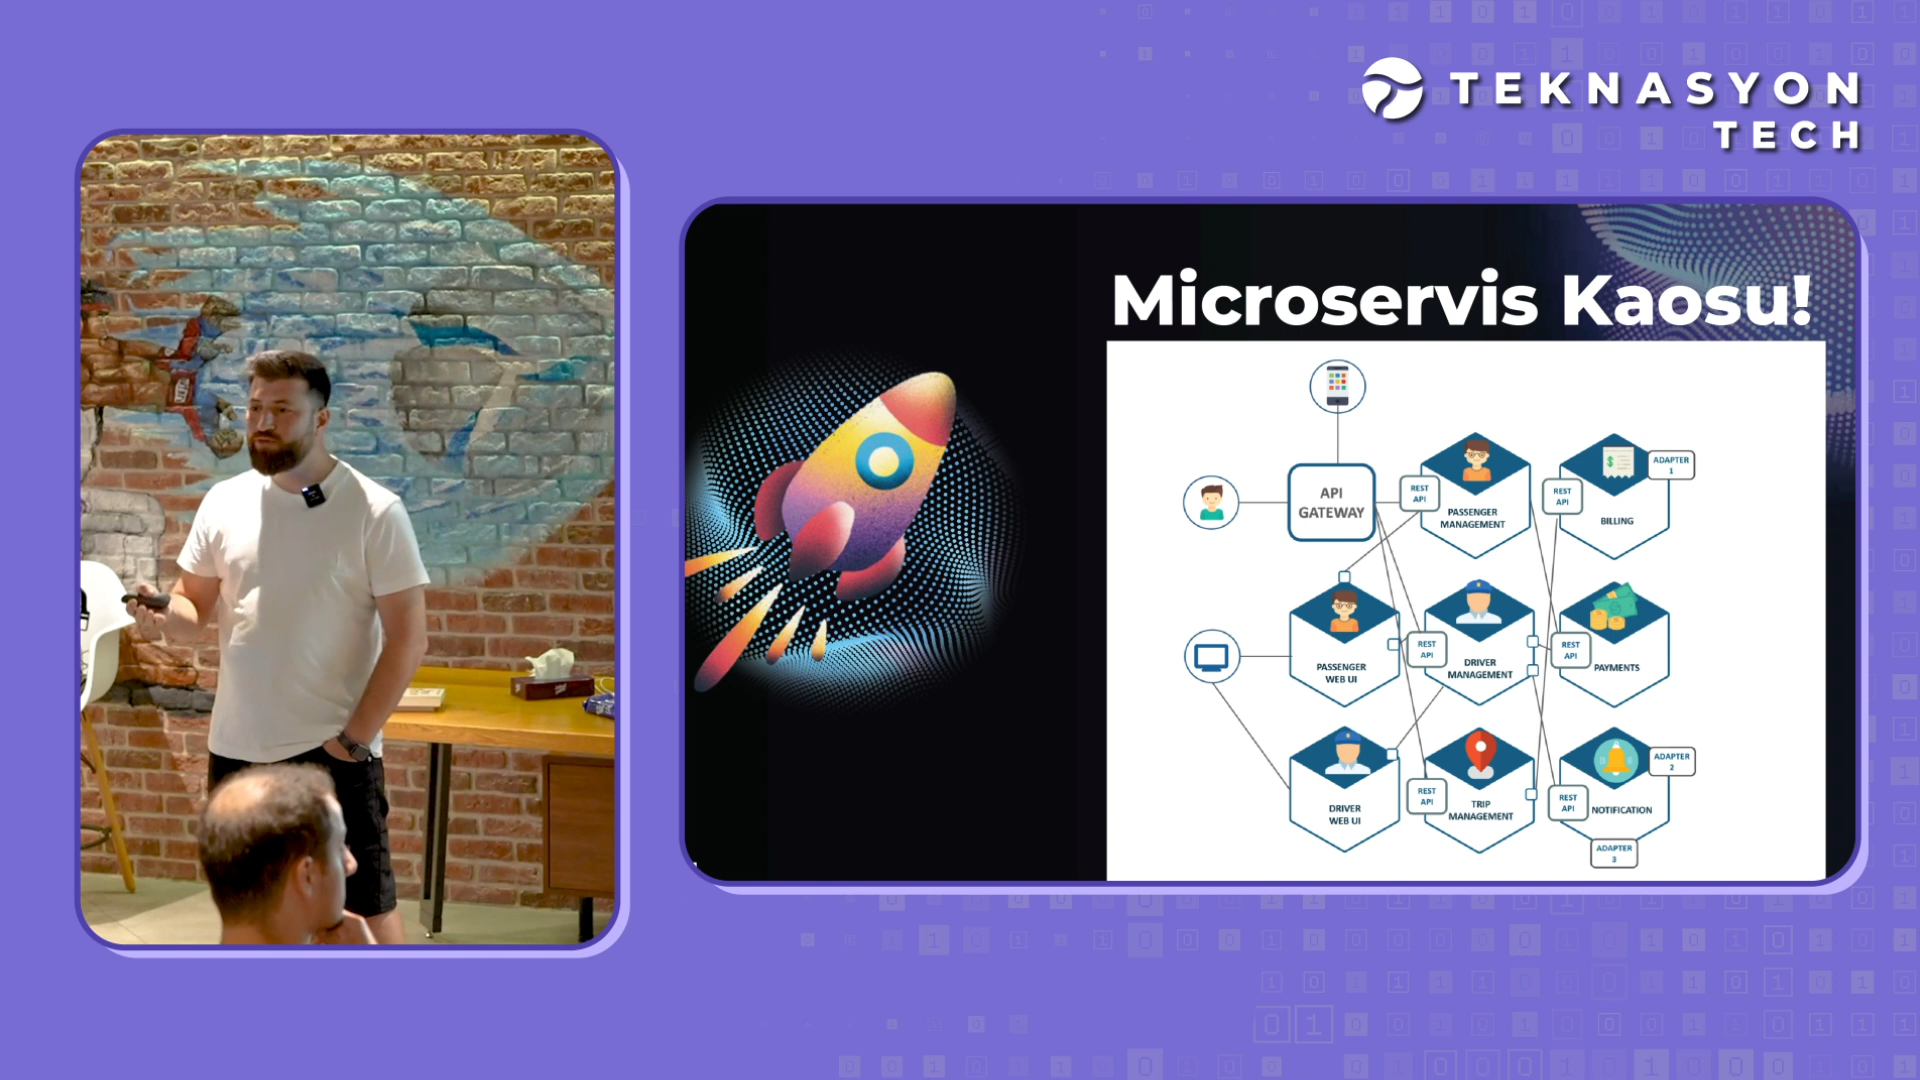 TEKNASYON
TECH
Microservis Kaosu!
API
GATEWAY
REST
API
PASSENGER
MANAGEMENT
REST
API
BILLING
ADAPTER
1
PASSENGER
WEB UI
REST
API
DRIVER
MANAGEMENT
REST
API
PAYMENTS
DRIVER
WEB UI
REST
API
TRIP
MANAGEMENT
REST
API
NOTIFICATION
ADAPTER
2
ADAPTER
3